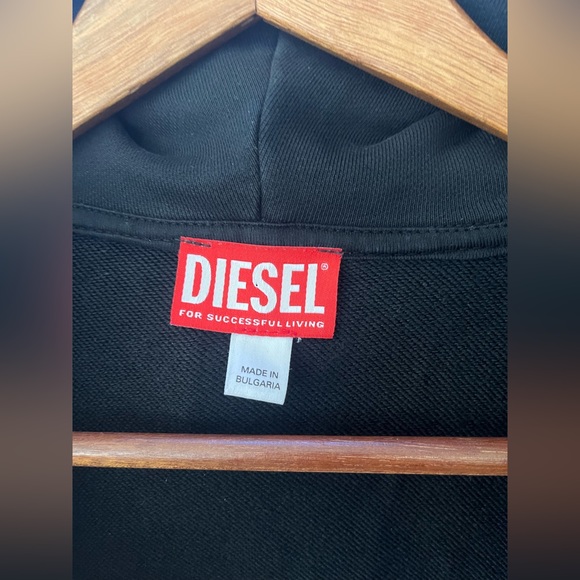 DIESEL®
FOR SUCCESSFUL LIVING
MADE IN
BULGARIA